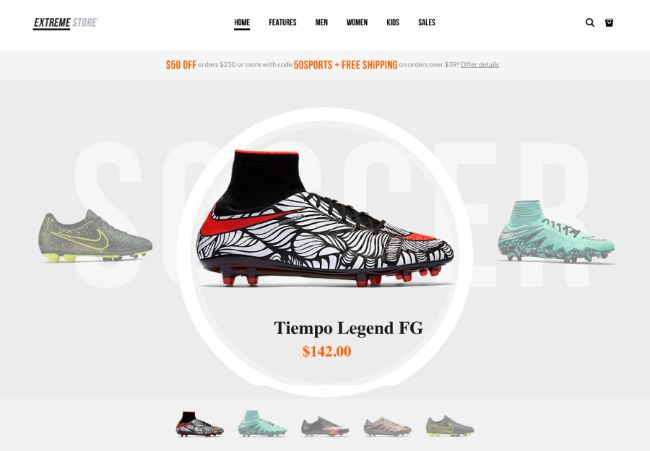 EXTREME STORE
HOME FEATURES MEN WOMEN KIDS SALES
$50 OFF orders $250 or more with code 50SPORTS + FREE SHIPPING on orders over $39! Offer details
SOCCER
Tiempo Legend FG
$142.00